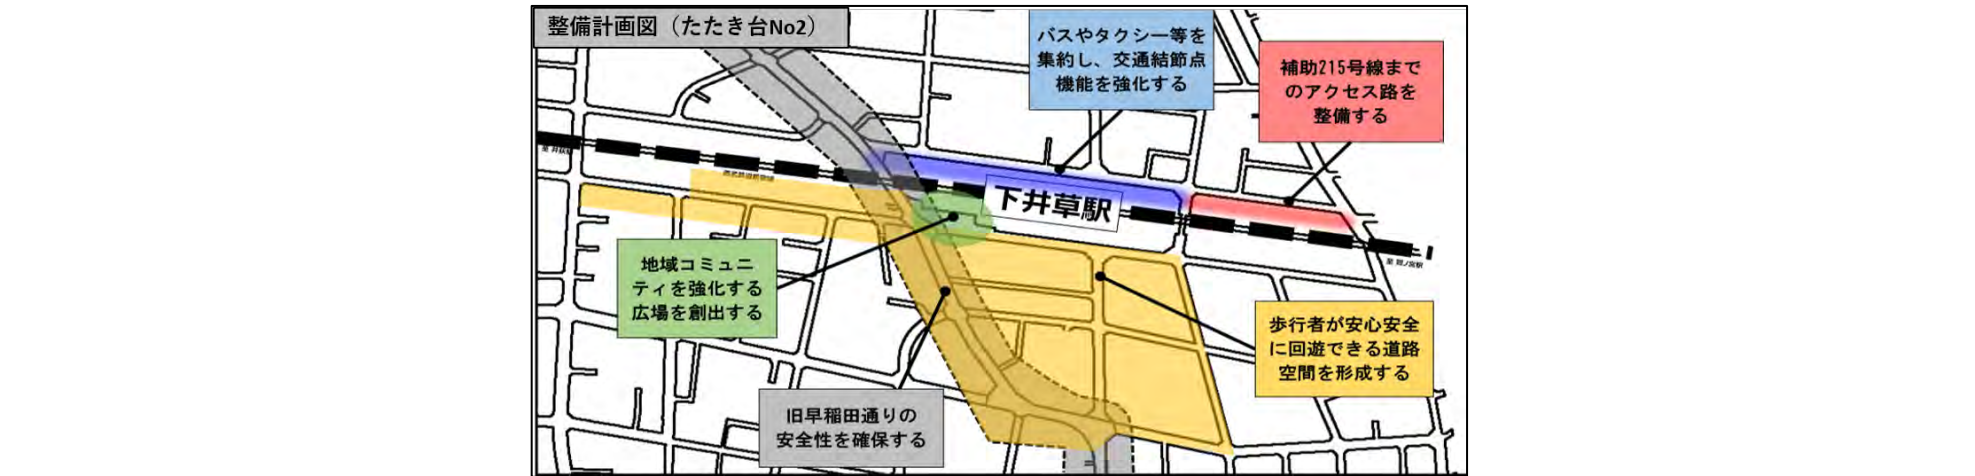 整備計画図（たたき台No2）
バスやタクシー等を
集約し、交通結節点
機能を強化する
補助215号線まで
のアクセス路を
整備する
下井草駅
地域コミュニ
ティを強化する
広場を創出する
歩行者が安心安全
に回遊できる道路
空間を形成する
旧早稲田通りの
安全性を確保する